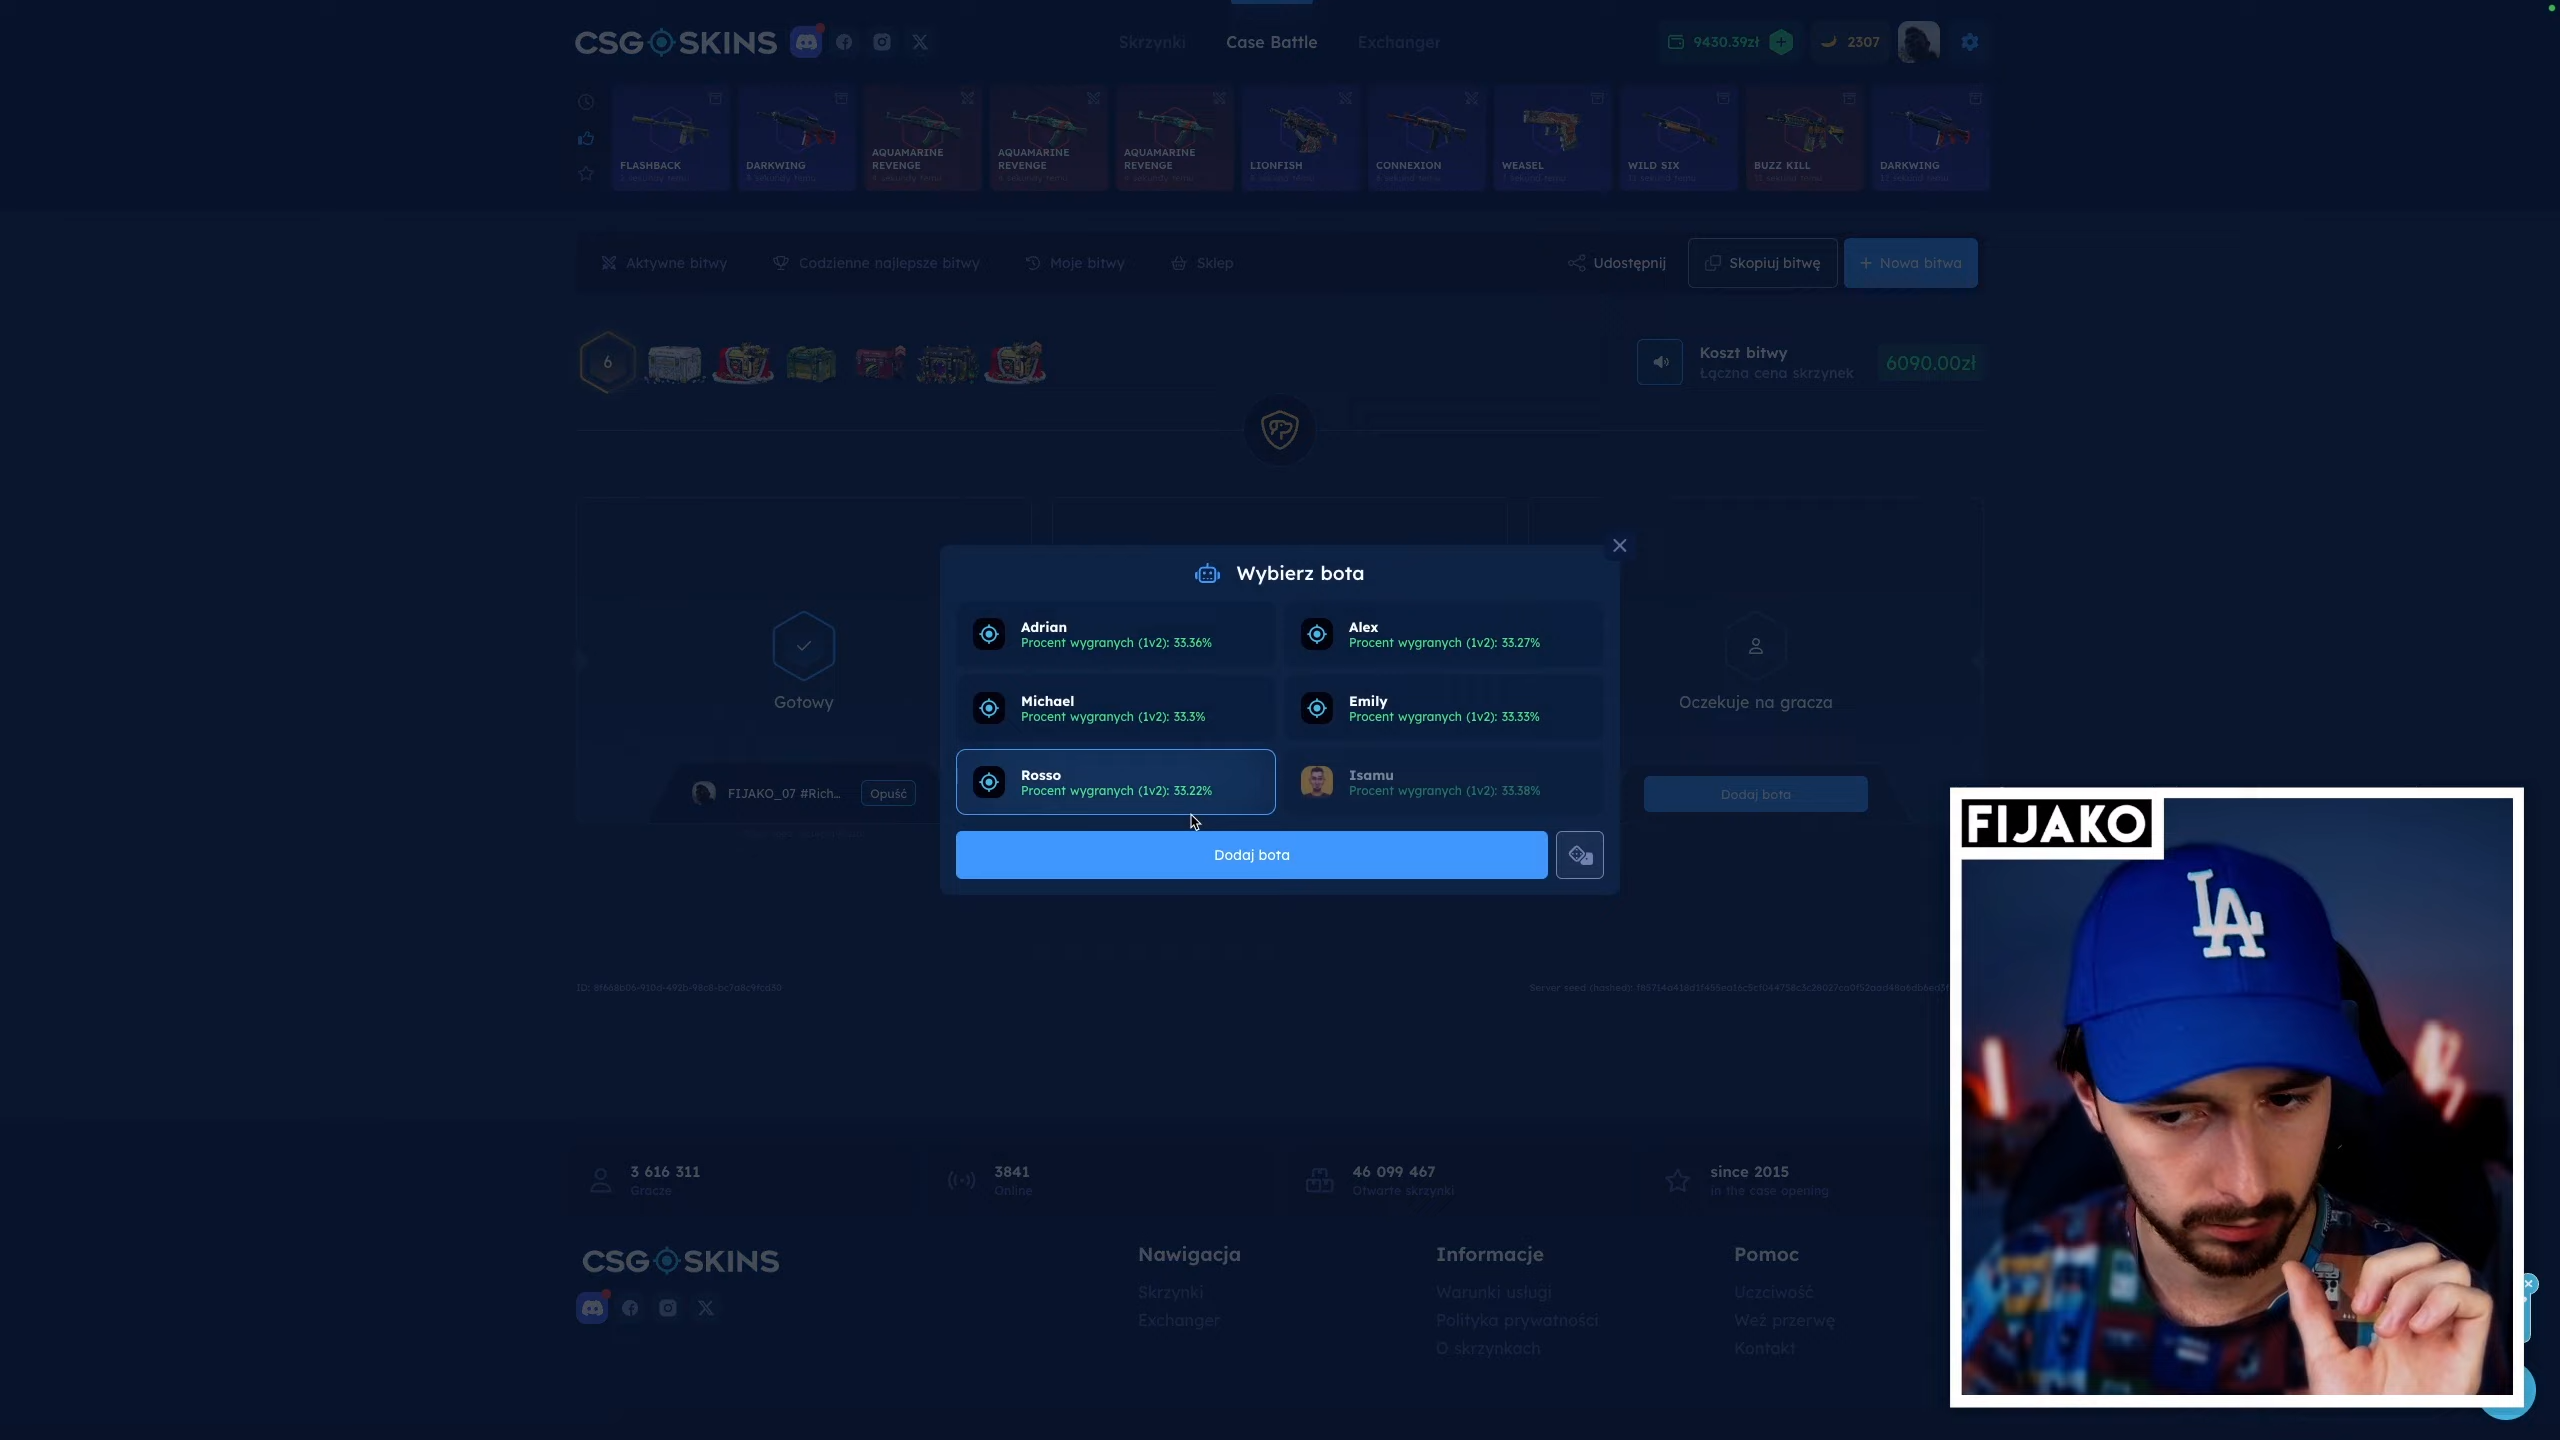 CSG SKINS
Skrzynki
Case Battle
Exchanger
9430.39zł
2307
FLASHBACK
DARKWING
AQUAMARINE REVENGE
AQUAMARINE REVENGE
AQUAMARINE REVENGE
LIONFISH
CONNEXION
WEASEL
WILD SIX
BUZZ KILL
DARKWING
Aktywne bitwy
Codzienne najlepsze bitwy
Moje bitwy
Sklep
Udostępnij
Skopiuj bitwę
+ Nowa bitwa
6
Koszt bitwy
Łączna cena skrzynek
6090.00zł
Wybierz bota
Adrian
Procent wygranych (1v2): 33.36%
Alex
Procent wygranych (1v2): 33.27%
Michael
Procent wygranych (1v2): 33.3%
Emily
Procent wygranych (1v2): 33.33%
Rosso
Procent wygranych (1v2): 33.22%
Isamu
Procent wygranych (1v2): 33.38%
Dodaj bota
Gotowy
FIJAKO_07 #Rich...
Opuść
Oczekuje na gracza
Dodaj bota
FIJAKO
LA
3 616 311
Gracze
3841
Online
46 099 467
Otwarte skrzynki
since 2015
in the case opening
CSG SKINS
Nawigacja
Skrzynki
Exchanger
Informacje
Warunki usługi
Polityka prywatności
O skrzynkach
Pomoc
Uczciwość
Weź przerwę
Kontakt